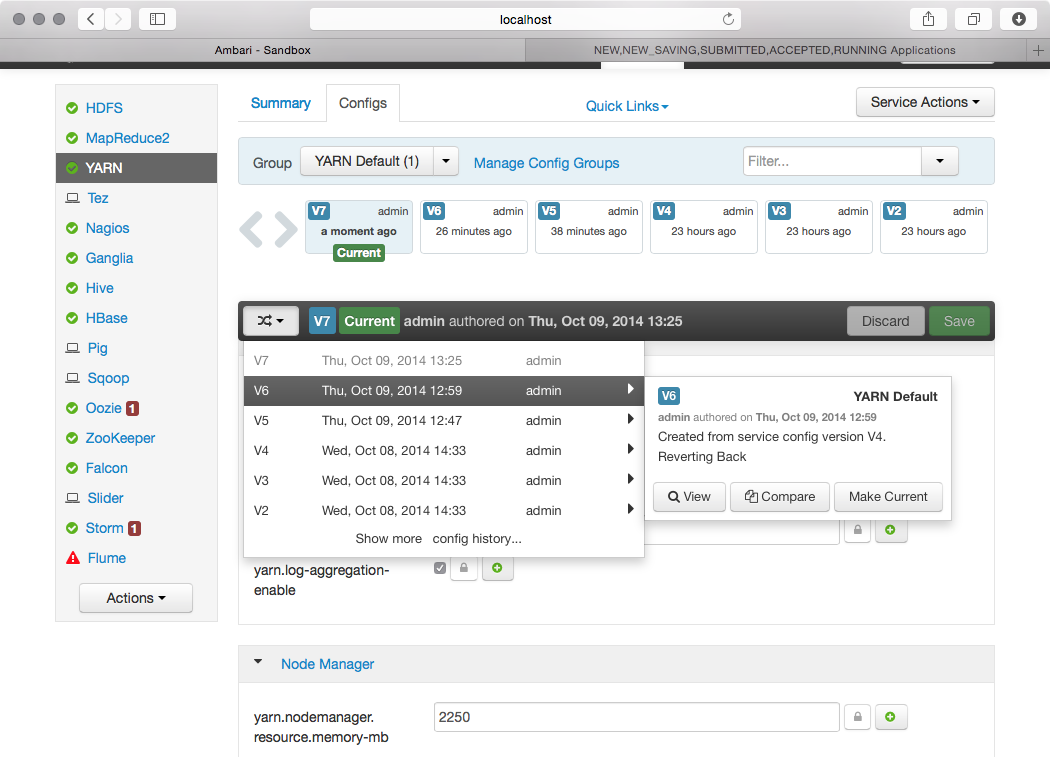 localhost
Ambari - Sandbox
NEW,NEW_SAVING,SUBMITTED,ACCEPTED,RUNNING Applications
HDFS
MapReduce2
YARN
Tez
Nagios
Ganglia
Hive
HBase
Pig
Sqoop
Oozie 1
ZooKeeper
Falcon
Slider
Storm 1
Flume
Actions
Summary
Configs
Quick Links
Service Actions
Group YARN Default (1) Manage Config Groups Filter...
V7 admin
a moment ago
Current
V6 admin
26 minutes ago
V5 admin
38 minutes ago
V4 admin
23 hours ago
V3 admin
23 hours ago
V2 admin
23 hours ago
V7 Current admin authored on Thu, Oct 09, 2014 13:25 Discard Save
V7 Thu, Oct 09, 2014 13:25 admin
V6 Thu, Oct 09, 2014 12:59 admin
V5 Thu, Oct 09, 2014 12:47 admin
V4 Wed, Oct 08, 2014 14:33 admin
V3 Wed, Oct 08, 2014 14:33 admin
V2 Wed, Oct 08, 2014 14:33 admin
Show more config history...
V6 YARN Default
admin authored on Thu, Oct 09, 2014 12:59
Created from service config version V4.
Reverting Back
View Compare Make Current
yarn.log-aggregation-
enable
Node Manager
yarn.nodemanager.
resource.memory-mb
2250